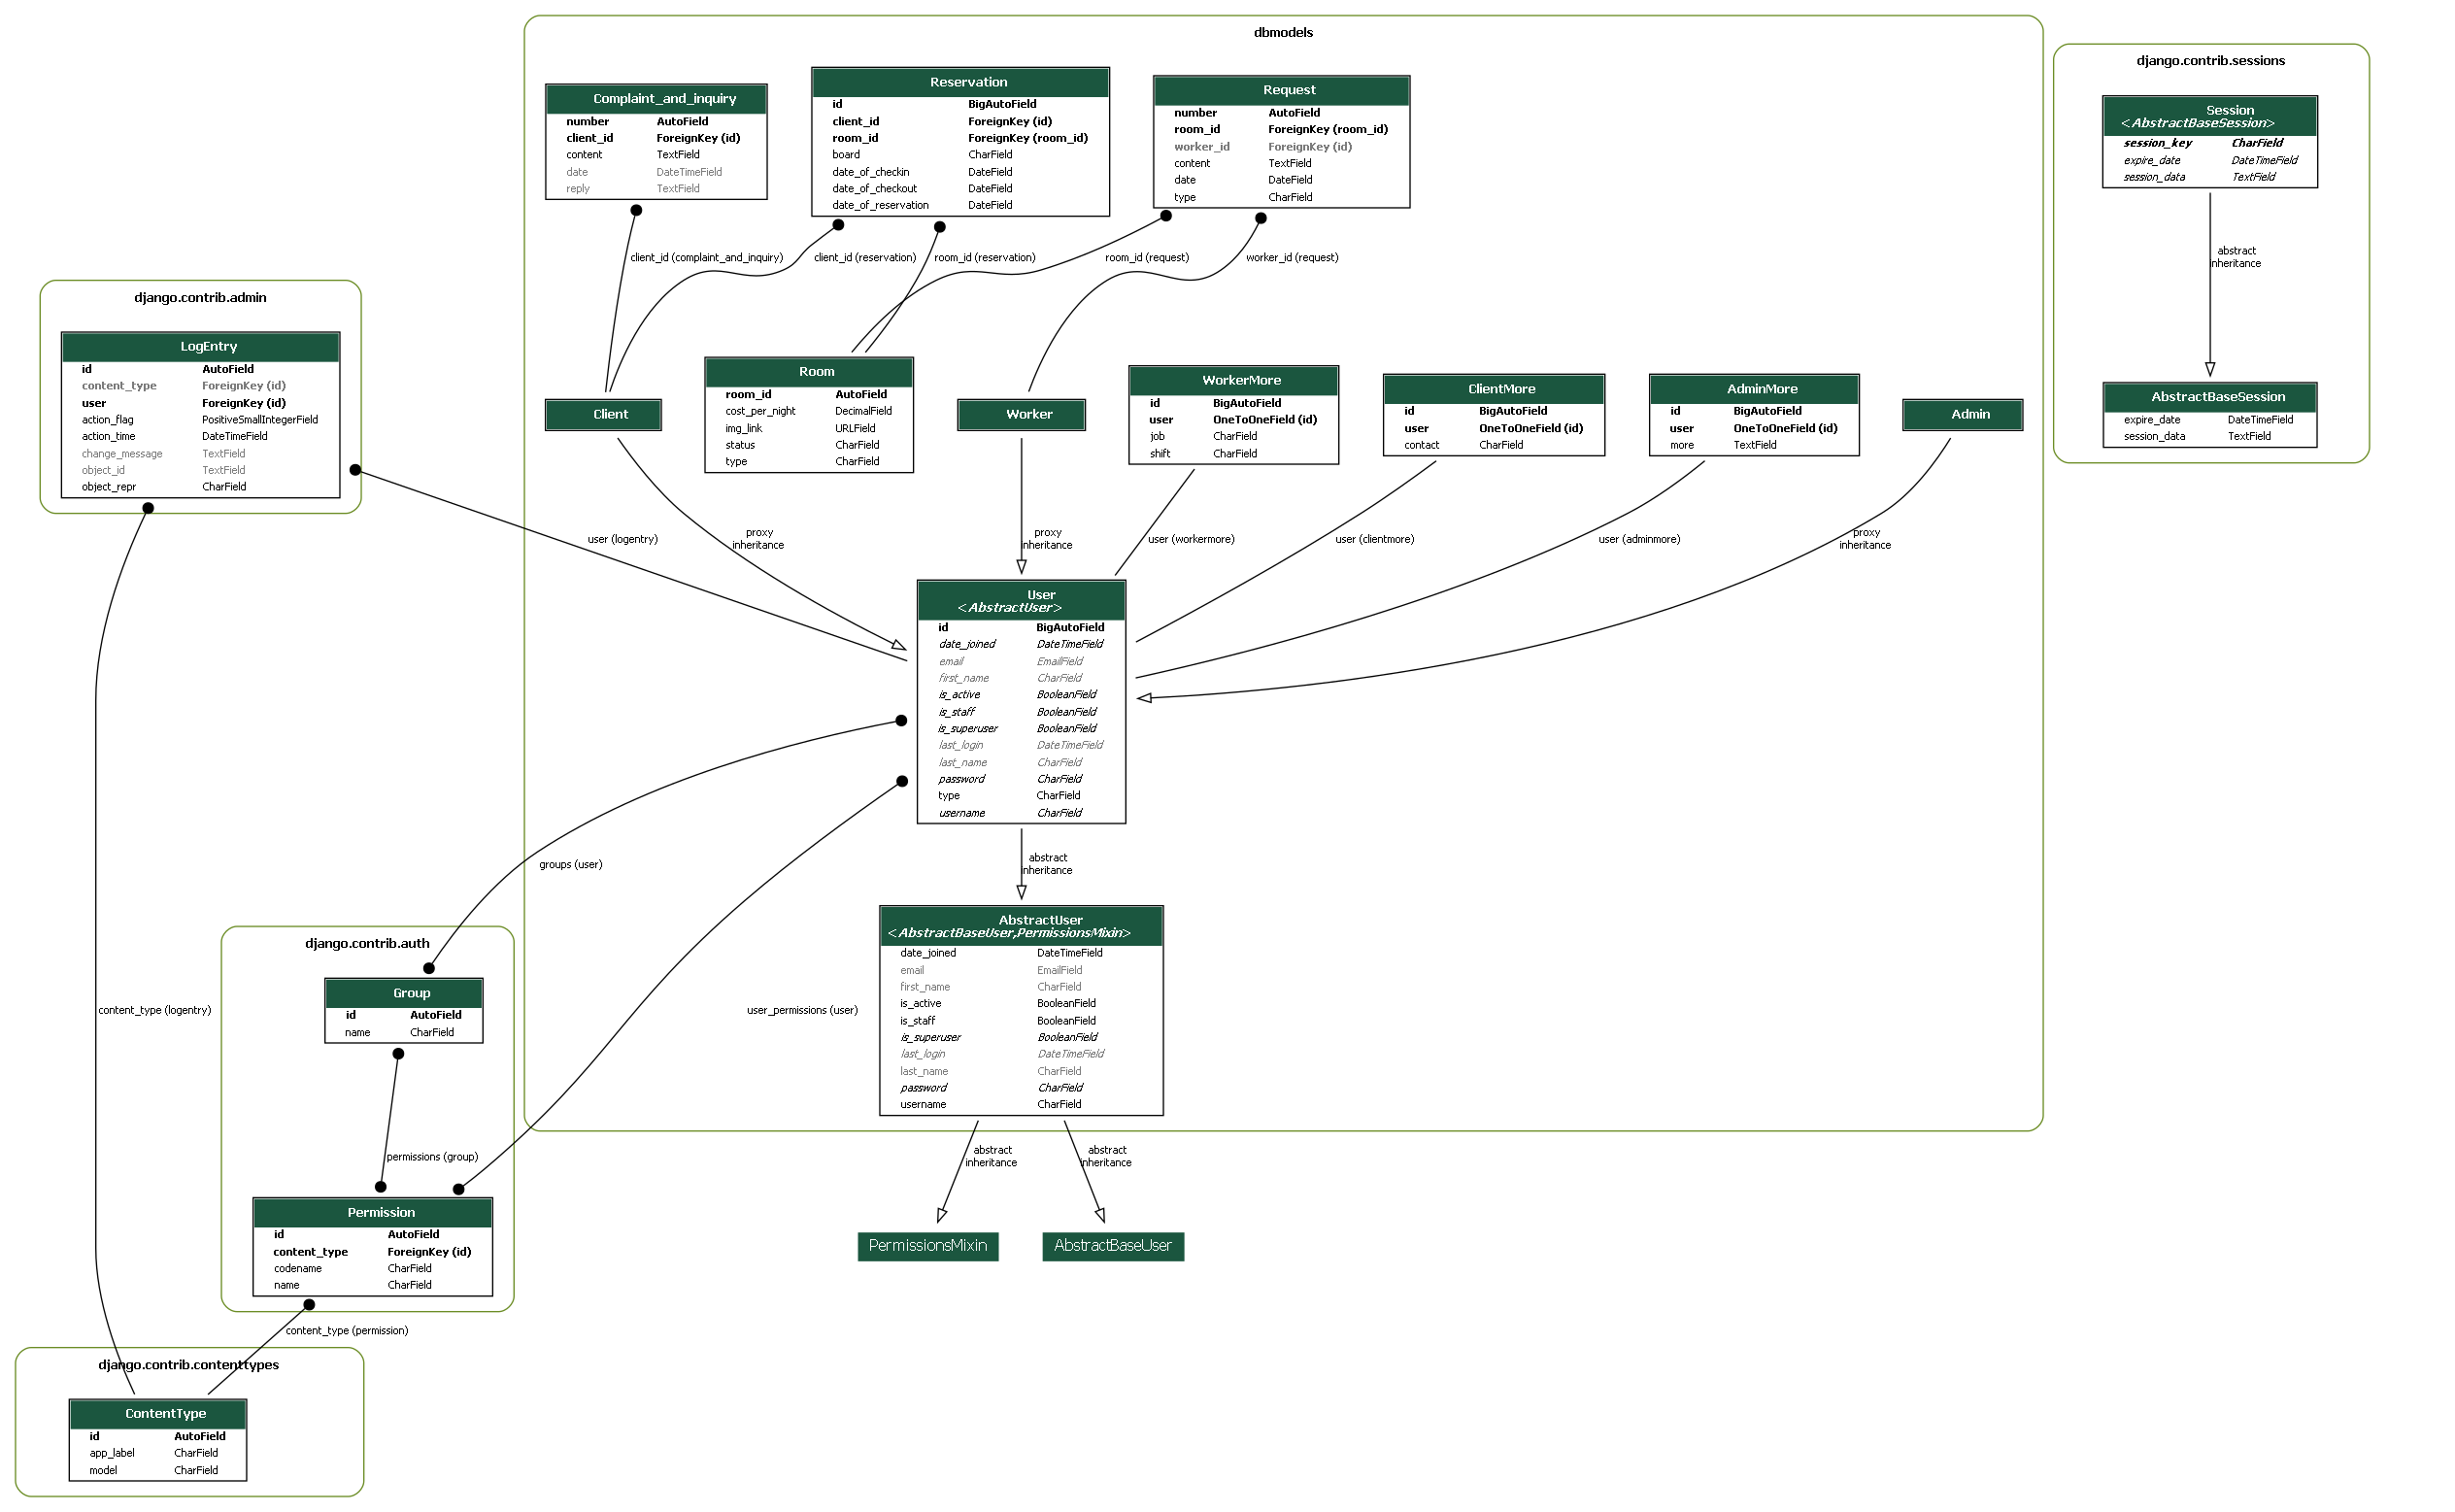 dbmodels
Complaint_and_inquiry
number AutoField
client_id ForeignKey (id)
content TextField
date DateTimeField
reply TextField
Reservation
id BigAutoField
client_id ForeignKey (id)
room_id ForeignKey (room_id)
board CharField
date_of_checkin DateField
date_of_checkout DateField
date_of_reservation DateField
Request
number AutoField
room_id ForeignKey (room_id)
worker_id ForeignKey (id)
content TextField
date DateField
type CharField
django.contrib.sessions
Session
<AbstractBaseSession>
session_key CharField
expire_date DateTimeField
session_data TextField
abstract
inheritance
AbstractBaseSession
expire_date DateTimeField
session_data TextField
client_id (complaint_and_inquiry)
client_id (reservation)
room_id (reservation)
room_id (request)
worker_id (request)
django.contrib.admin
LogEntry
id AutoField
content_type ForeignKey (id)
user ForeignKey (id)
action_flag PositiveSmallIntegerField
action_time DateTimeField
change_message TextField
object_id TextField
object_repr CharField
Client
Room
room_id AutoField
cost_per_night DecimalField
img_link URLField
status CharField
type CharField
Worker
WorkerMore
id BigAutoField
user OneToOneField (id)
job CharField
shift CharField
ClientMore
id BigAutoField
user OneToOneField (id)
contact CharField
AdminMore
id BigAutoField
user OneToOneField (id)
more TextField
Admin
user (logentry)
proxy
inheritance
proxy
inheritance
user (workermore)
user (clientmore)
user (adminmore)
proxy
inheritance
User
<AbstractUser>
id BigAutoField
date_joined DateTimeField
email EmailField
first_name CharField
is_active BooleanField
is_staff BooleanField
is_superuser BooleanField
last_login DateTimeField
last_name CharField
password CharField
type CharField
username CharField
groups (user)
abstract
inheritance
AbstractUser
<AbstractBaseUser,PermissionsMixin>
date_joined DateTimeField
email EmailField
first_name CharField
is_active BooleanField
is_staff BooleanField
is_superuser BooleanField
last_login DateTimeField
last_name CharField
password CharField
username CharField
django.contrib.auth
Group
id AutoField
name CharField
content_type (logentry)
user_permissions (user)
permissions (group)
abstract
inheritance
abstract
inheritance
Permission
id AutoField
content_type ForeignKey (id)
codename CharField
name CharField
PermissionsMixin
AbstractBaseUser
content_type (permission)
django.contrib.contenttypes
ContentType
id AutoField
app_label CharField
model CharField